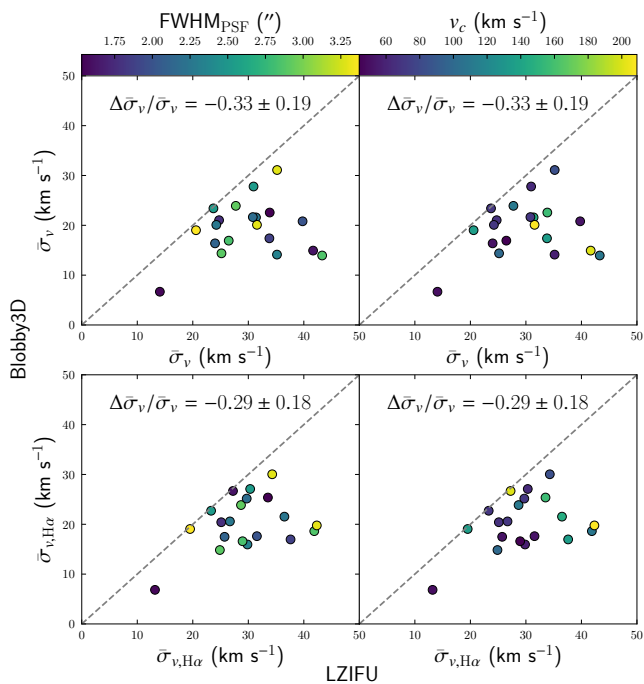 FWHM_PSF (″)
v_c (km s⁻¹)
1.75 2.00 2.25 2.50 2.75 3.00 3.25
60 80 100 120 140 160 180 200
Δσ̄_v/σ̄_v = −0.33 ± 0.19
Δσ̄_v/σ̄_v = −0.33 ± 0.19
50
40
30
20
10
0
σ̄_v (km s⁻¹)
0 10 20 30 40 50
10 20 30 40 50
σ̄_v (km s⁻¹)
σ̄_v (km s⁻¹)
Blobby3D
Δσ̄_v/σ̄_v = −0.29 ± 0.18
Δσ̄_v/σ̄_v = −0.29 ± 0.18
50
40
30
20
10
0
σ̄_v,Hα (km s⁻¹)
0 10 20 30 40 50
10 20 30 40 50
σ̄_v,Hα (km s⁻¹)
σ̄_v,Hα (km s⁻¹)
LZIFU